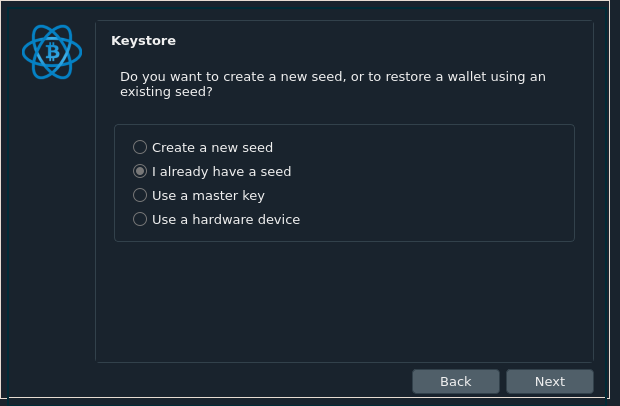 Keystore
Do you want to create a new seed, or to restore a wallet using an
existing seed?
Create a new seed
I already have a seed
Use a master key
Use a hardware device
Back
Next